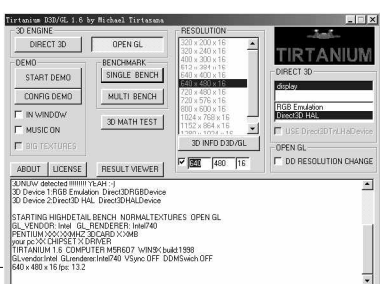 Tirtanium D3D/GL 1.6 by Michael Tirtasana
3D ENGINE
DIRECT 3D
OPEN GL
DEMO
START DEMO
CONFIG DEMO
IN WINDOW
MUSIC ON
BIG TEXTURES
BENCHMARK
SINGLE BENCH
MULTI BENCH
3D MATH TEST
ABOUT
LICENSE
RESULT VIEWER
RESOLUTION
320 x 200 x 16
320 x 240 x 16
400 x 300 x 16
512 x 384 x 16
640 x 400 x 16
640 x 480 x 16
720 x 480 x 16
720 x 576 x 16
800 x 600 x 16
1024 x 768 x 16
1152 x 864 x 16
1280 x 1024 x 16
3D INFO D3D/GL
640 480 16
TIRTANIUM
DIRECT 3D
display
RGB Emulation
Direct3D HAL
USE Direct3DTnLHalDevice
OPEN GL
DD RESOLUTION CHANGE
3DNOW detected !!!!!!!!! YEAH :-)
3D Device 1:RGB Emulation Direct3DRGBDevice
3D Device 2:Direct3D HAL Direct3DHALDevice
STARTING HIGHDETAIL BENCH NORMALTEXTURES OPEN GL
GL_VENDOR: Intel GL_RENDERER: Intel740
PENTIUM XXXXXMHZ 3DCARD XXMB
your pc XX CHIPSET X DRIVER
TIRTANIUM 1.6 COMPUTER M5R607 WIN9X build:1998
GLvendor:Intel GLrenderer:Intel740 VSync OFF DDMSwich OFF
640 x 480 x 16 fps: 13.2